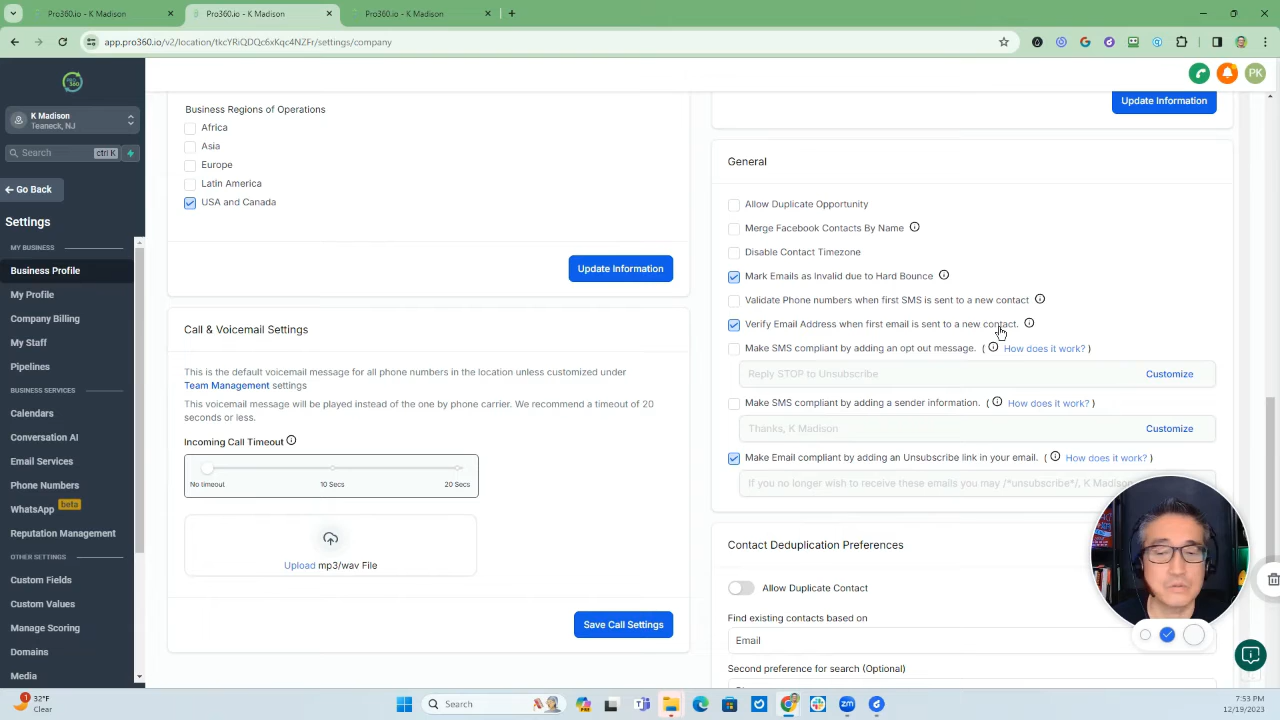 Pro360.io - K Madison
Pro360.io - K Madison
Pro360.io - K Madison
app.pro360.io/v2/location/tkcYRiQDQc6xKqc4NZFr/settings/company
PK
K Madison
Teaneck, NJ
Search
ctrl K
Go Back
Settings
MY BUSINESS
Business Profile
My Profile
Company Billing
My Staff
Pipelines
BUSINESS SERVICES
Calendars
Conversation AI
Email Services
Phone Numbers
WhatsApp beta
Reputation Management
OTHER SETTINGS
Custom Fields
Custom Values
Manage Scoring
Domains
Media
Business Regions of Operations
Africa
Asia
Europe
Latin America
USA and Canada
Update Information
Call & Voicemail Settings
This is the default voicemail message for all phone numbers in the location unless customized under
Team Management settings
This voicemail message will be played instead of the one by phone carrier. We recommend a timeout of 20
seconds or less.
Incoming Call Timeout
No timeout 10 Secs 20 Secs
Upload mp3/wav File
Save Call Settings
Update Information
General
Allow Duplicate Opportunity
Merge Facebook Contacts By Name
Disable Contact Timezone
Mark Emails as Invalid due to Hard Bounce
Validate Phone numbers when first SMS is sent to a new contact
Verify Email Address when first email is sent to a new contact.
Make SMS compliant by adding an opt out message. ( How does it work? )
Reply STOP to Unsubscribe Customize
Make SMS compliant by adding a sender information. ( How does it work? )
Thanks, K Madison Customize
Make Email compliant by adding an Unsubscribe link in your email. ( How does it work? )
If you no longer wish to receive these emails you may /*unsubscribe*/, K Madison
Contact Deduplication Preferences
Allow Duplicate Contact
Find existing contacts based on
Email
Second preference for search (Optional)
32°F
Clear
Search
7:53 PM
12/19/2023